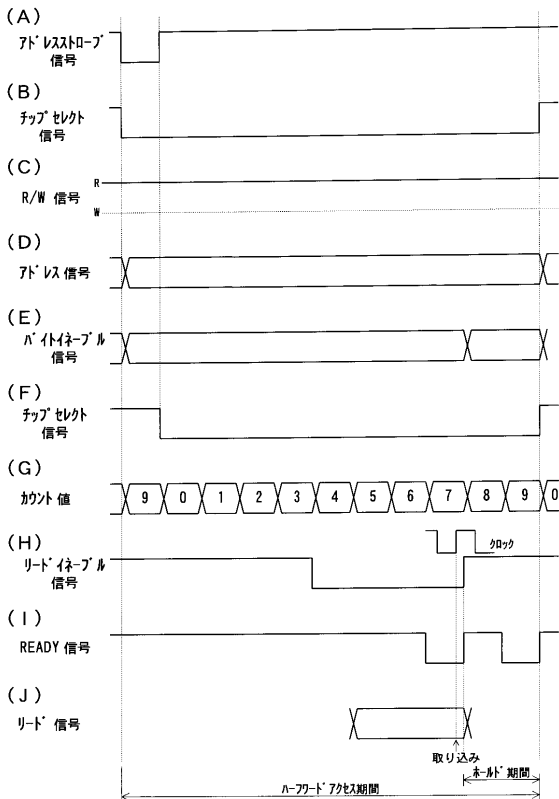 (A)
ｱﾄﾞﾚｽｽﾄﾛｰﾌﾞ
信号
(B)
ﾁｯﾌﾟｾﾚｸﾄ
信号
(C)
R
R/W 信号
W
(D)
ｱﾄﾞﾚｽ信号
(E)
ﾊﾞｲﾄｲﾈｰﾌﾞﾙ
信号
(F)
ﾁｯﾌﾟｾﾚｸﾄ
信号
(G)
ｶｳﾝﾄ値
9 0 1 2 3 4 5 6 7 8 9 0
(H)
ﾘｰﾄﾞｲﾈｰﾌﾞﾙ
信号
ｸﾛｯｸ
(I)
READY 信号
(J)
ﾘｰﾄﾞ信号
取り込み
ﾎｰﾙﾄﾞ期間
ﾊｰﾌﾜｰﾄﾞｱｸｾｽ期間